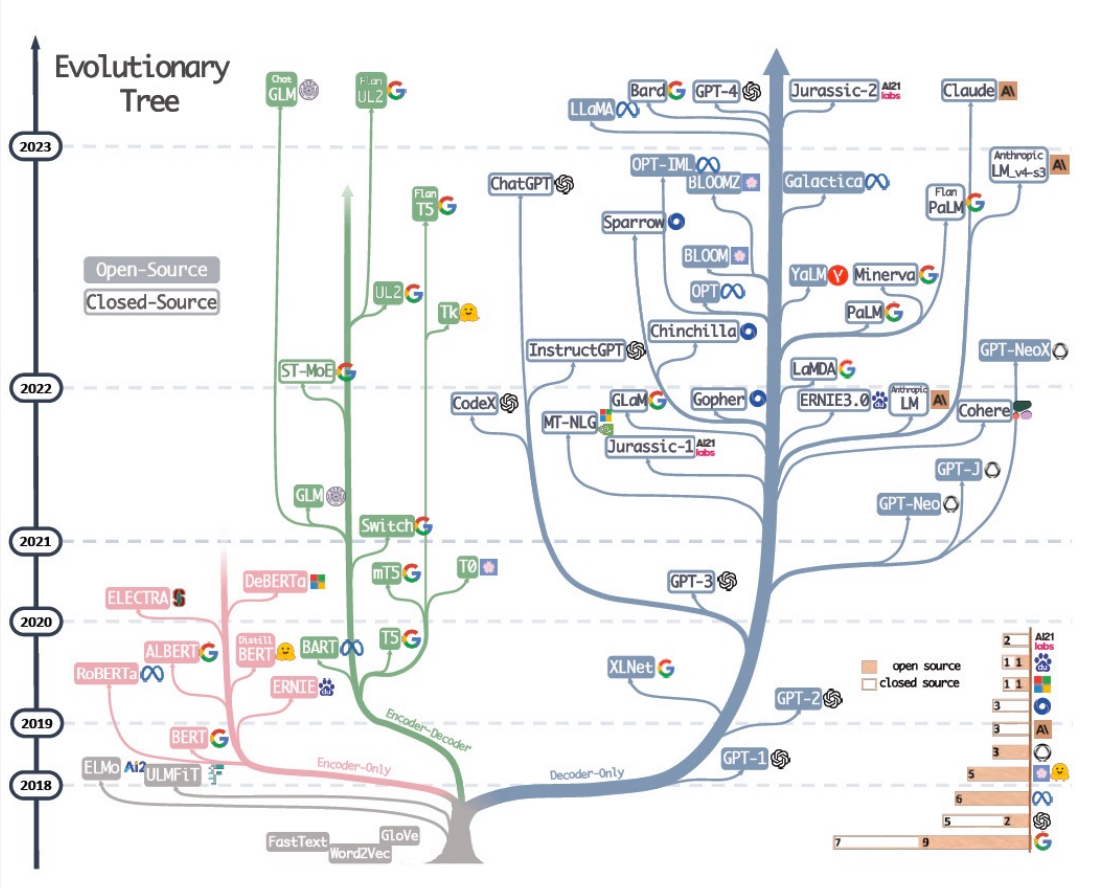 Evolutionary
Tree
2023
2022
2021
2020
2019
2018
Open-Source
Closed-Source
Chat
GLM
Flan
UL2
Flan
T5
UL2
Tk
ST-MoE
GLM
Switch
mT5
T0
BART
T5
Encoder-Decoder
DeBERTa
ELECTRA
ALBERT
Distill
BERT
RoBERTa
ERNIE
BERT
Encoder-Only
ELMo
Ai2
ULMFiT
FastText
Word2Vec
GloVe
Decoder-Only
LLaMA
Bard
GPT-4
Jurassic-2
AI21
labs
Claude
A\
Anthropic
LM_v4-s3
A\
OPT-IML
BLOOMZ
Galactica
ChatGPT
Flan
PaLM
Sparrow
BLOOM
YaLM
Minerva
OPT
PaLM
Chinchilla
InstructGPT
GPT-NeoX
LaMDA
CodeX
GLaM
Gopher
ERNIE3.0
du
Anthropic
LM
A\
Cohere
MT-NLG
Jurassic-1
AI21
labs
GPT-J
GPT-Neo
GPT-3
XLNet
GPT-2
GPT-1
open source
closed source
2
AI21
labs
1 1
du
1 1
3
3
A\
3
5
6
5 2
7 9